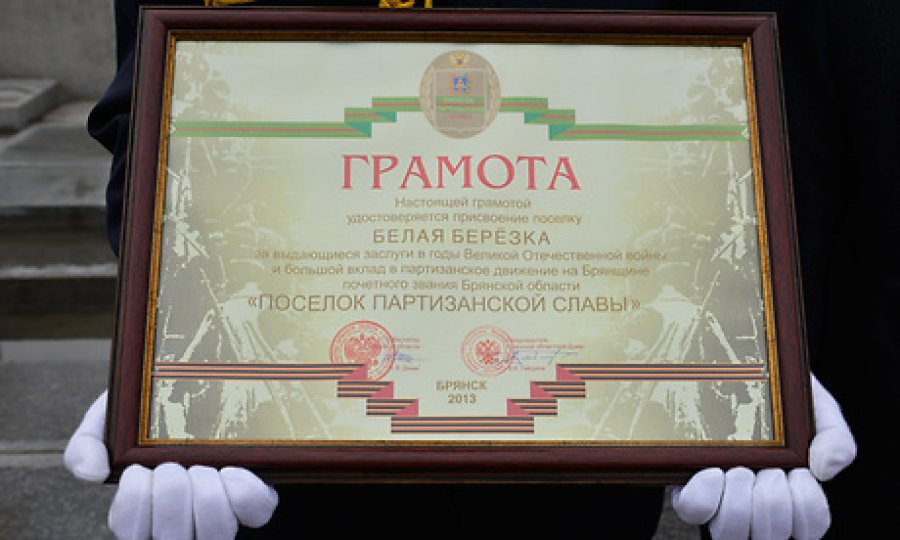 ГРАМОТА
Настоящей грамотой
удостоверяется присвоение поселку
БЕЛАЯ БЕРЁЗКА
за выдающиеся заслуги в годы Великой Отечественной войны
и большой вклад в партизанское движение на Брянщине
почетного звания Брянской области
«ПОСЕЛОК ПАРТИЗАНСКОЙ СЛАВЫ»
БРЯНСК
2013